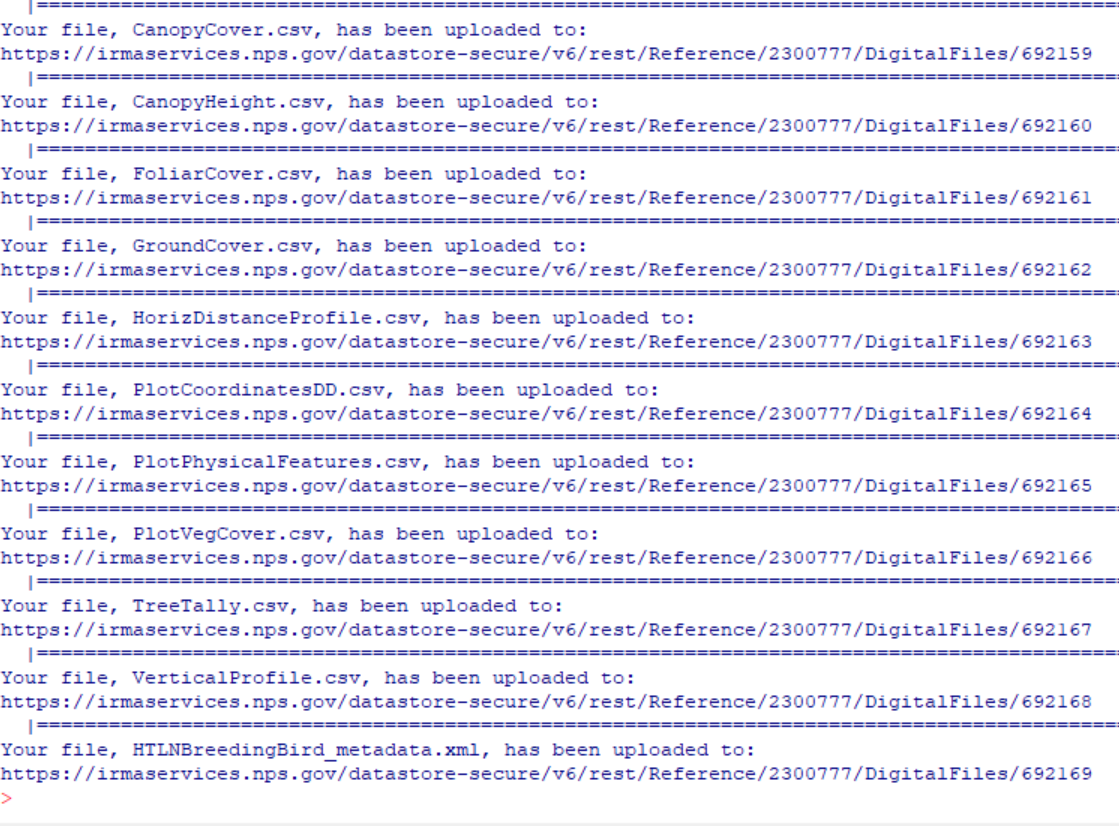 |==============================================================================================
Your file, CanopyCover.csv, has been uploaded to:
https://irmaservices.nps.gov/datastore-secure/v6/rest/Reference/2300777/DigitalFiles/692159
|==============================================================================================
Your file, CanopyHeight.csv, has been uploaded to:
https://irmaservices.nps.gov/datastore-secure/v6/rest/Reference/2300777/DigitalFiles/692160
|==============================================================================================
Your file, FoliarCover.csv, has been uploaded to:
https://irmaservices.nps.gov/datastore-secure/v6/rest/Reference/2300777/DigitalFiles/692161
|==============================================================================================
Your file, GroundCover.csv, has been uploaded to:
https://irmaservices.nps.gov/datastore-secure/v6/rest/Reference/2300777/DigitalFiles/692162
|==============================================================================================
Your file, HorizDistanceProfile.csv, has been uploaded to:
https://irmaservices.nps.gov/datastore-secure/v6/rest/Reference/2300777/DigitalFiles/692163
|==============================================================================================
Your file, PlotCoordinatesDD.csv, has been uploaded to:
https://irmaservices.nps.gov/datastore-secure/v6/rest/Reference/2300777/DigitalFiles/692164
|==============================================================================================
Your file, PlotPhysicalFeatures.csv, has been uploaded to:
https://irmaservices.nps.gov/datastore-secure/v6/rest/Reference/2300777/DigitalFiles/692165
|==============================================================================================
Your file, PlotVegCover.csv, has been uploaded to:
https://irmaservices.nps.gov/datastore-secure/v6/rest/Reference/2300777/DigitalFiles/692166
|==============================================================================================
Your file, TreeTally.csv, has been uploaded to:
https://irmaservices.nps.gov/datastore-secure/v6/rest/Reference/2300777/DigitalFiles/692167
|==============================================================================================
Your file, VerticalProfile.csv, has been uploaded to:
https://irmaservices.nps.gov/datastore-secure/v6/rest/Reference/2300777/DigitalFiles/692168
|==============================================================================================
Your file, HTLNBreedingBird_metadata.xml, has been uploaded to:
https://irmaservices.nps.gov/datastore-secure/v6/rest/Reference/2300777/DigitalFiles/692169
>